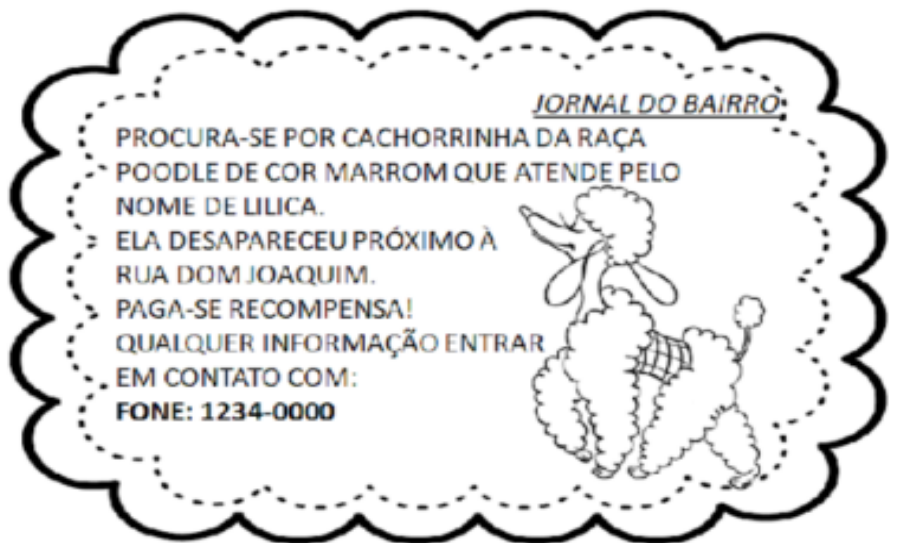 JORNAL DO BAIRRO
PROCURA-SE POR CACHORRINHA DA RAÇA
POODLE DE COR MARROM QUE ATENDE PELO
NOME DE LILICA.
ELA DESAPARECEU PRÓXIMO À
RUA DOM JOAQUIM.
PAGA-SE RECOMPENSA!
QUALQUER INFORMAÇÃO ENTRAR
EM CONTATO COM:
FONE: 1234-0000